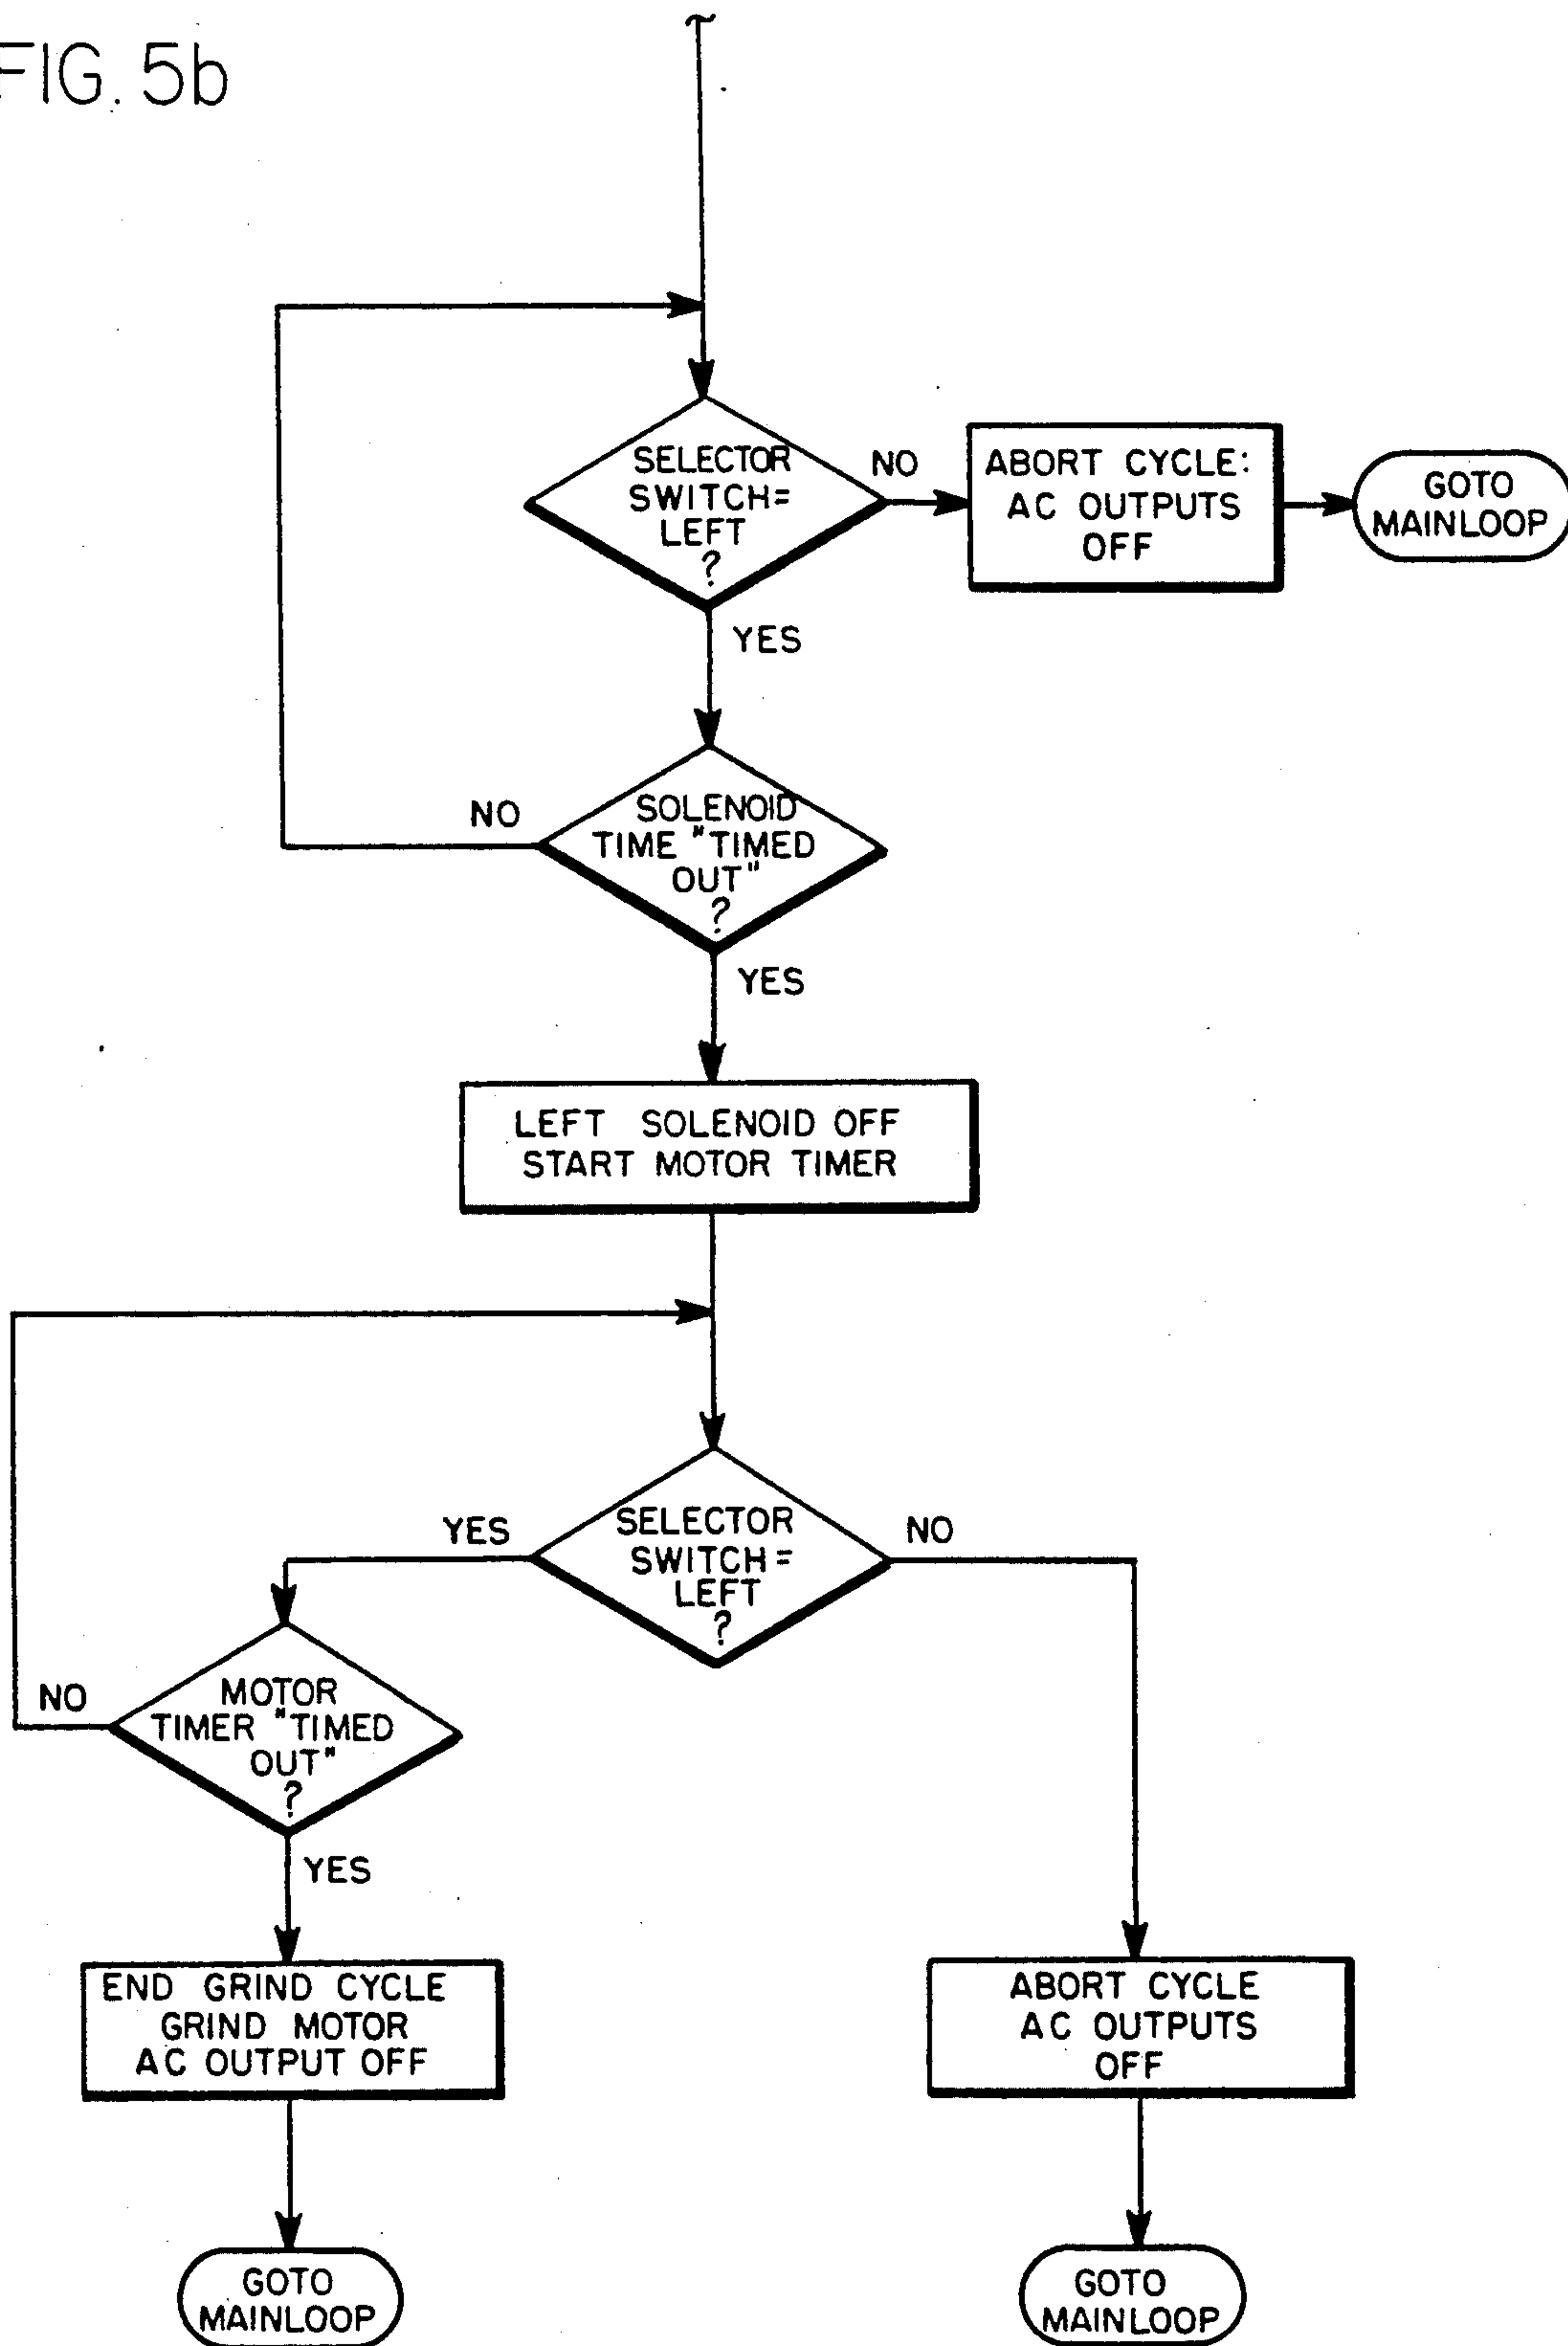 FIG. 5b
SELECTOR
SWITCH=
LEFT
?
NO
ABORT CYCLE:
AC OUTPUTS
OFF
GOTO
MAINLOOP
YES
SOLENOID
TIME "TIMED
OUT"
?
NO
YES
LEFT SOLENOID OFF
START MOTOR TIMER
SELECTOR
SWITCH=
LEFT
?
YES
NO
MOTOR
TIMER "TIMED
OUT"
?
NO
YES
END GRIND CYCLE
GRIND MOTOR
AC OUTPUT OFF
GOTO
MAINLOOP
ABORT CYCLE
AC OUTPUTS
OFF
GOTO
MAINLOOP